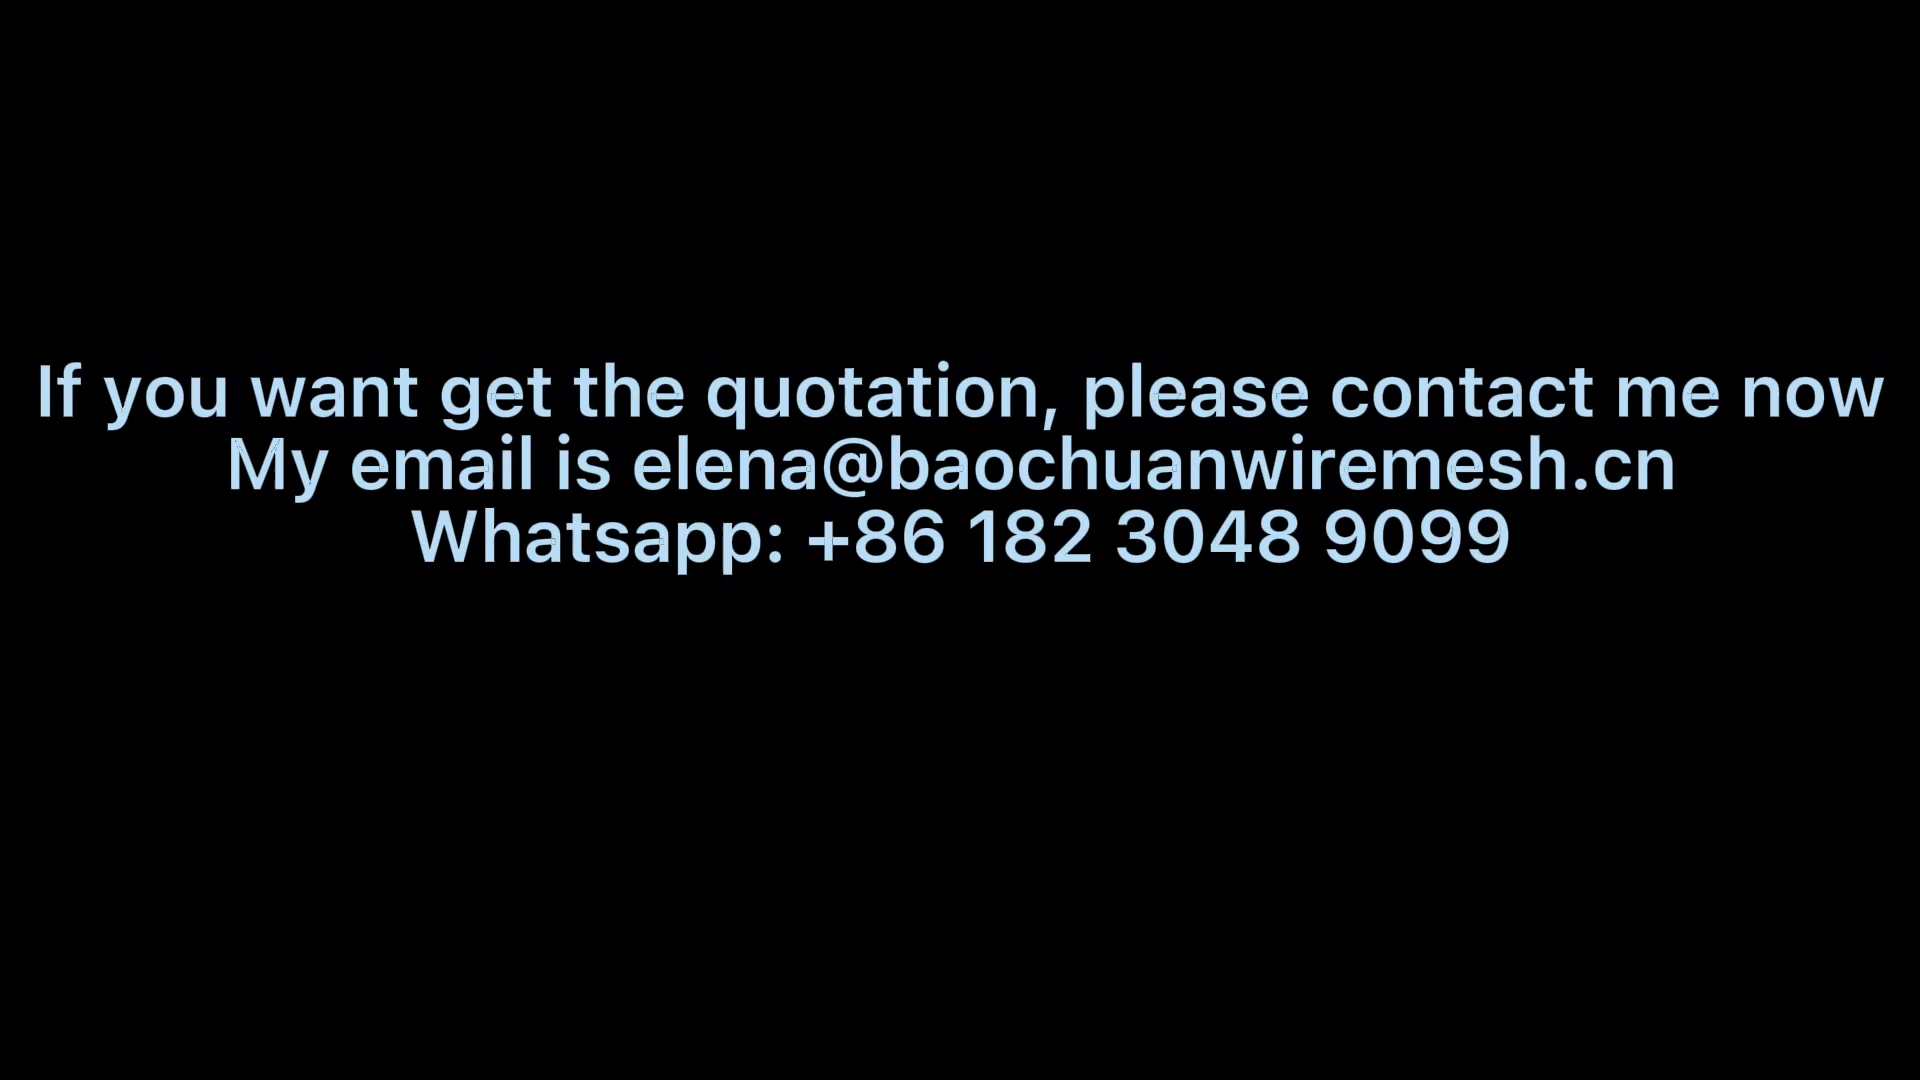 If you want get the quotation, please contact me now
My email is elena@baochuanwiremesh.cn
Whatsapp: +86 182 3048 9099